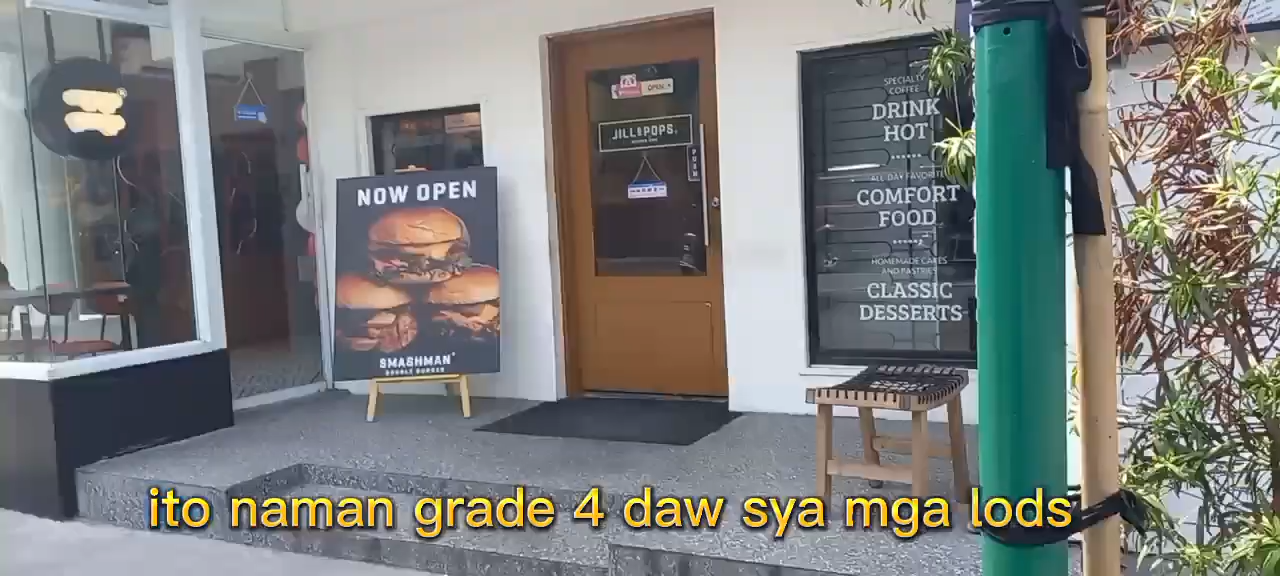 NOW OPEN
SMASHMAN
DOUBLE BURGER
OPEN
JILL&POPS.
PUSH
SPECIALTY
COFFEE
DRINK
HOT
ALL-DAY FAVORITE
COMFORT
FOOD
HOMEMADE CAKES
AND PASTRIES
CLASSIC
DESSERTS
ito naman grade 4 daw sya mga lods